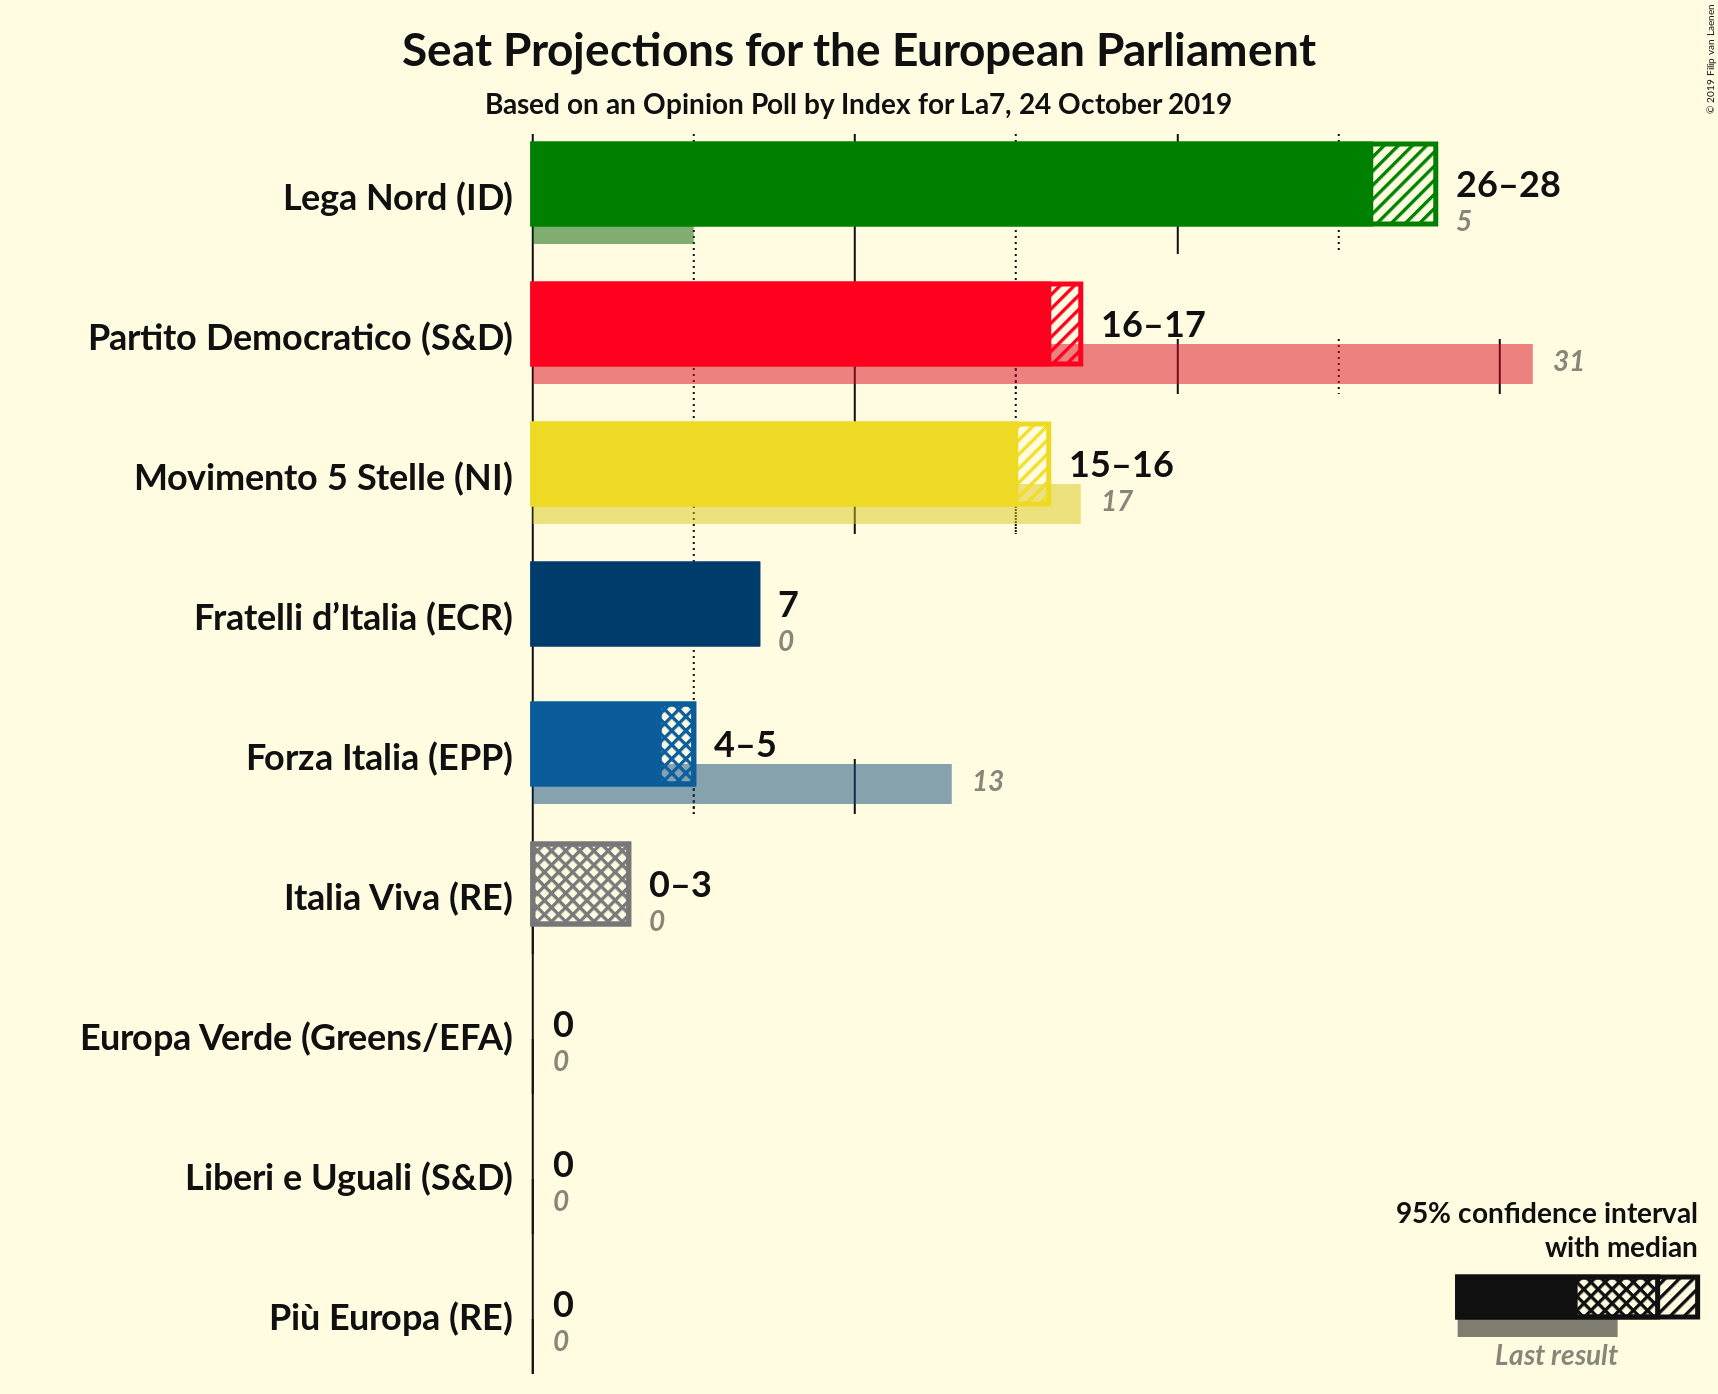 Seat Projections for the European Parliament
Based on an Opinion Poll by Index for La7, 24 October 2019
© 2019 Filip van Laenen
Lega Nord (ID)
26–28
5
Partito Democratico (S&D)
16–17
31
Movimento 5 Stelle (NI)
15–16
17
Fratelli d’Italia (ECR)
7
0
Forza Italia (EPP)
4–5
13
Italia Viva (RE)
0–3
0
Europa Verde (Greens/EFA)
0
0
Liberi e Uguali (S&D)
0
0
Più Europa (RE)
0
0
95% confidence interval
with median
Last result